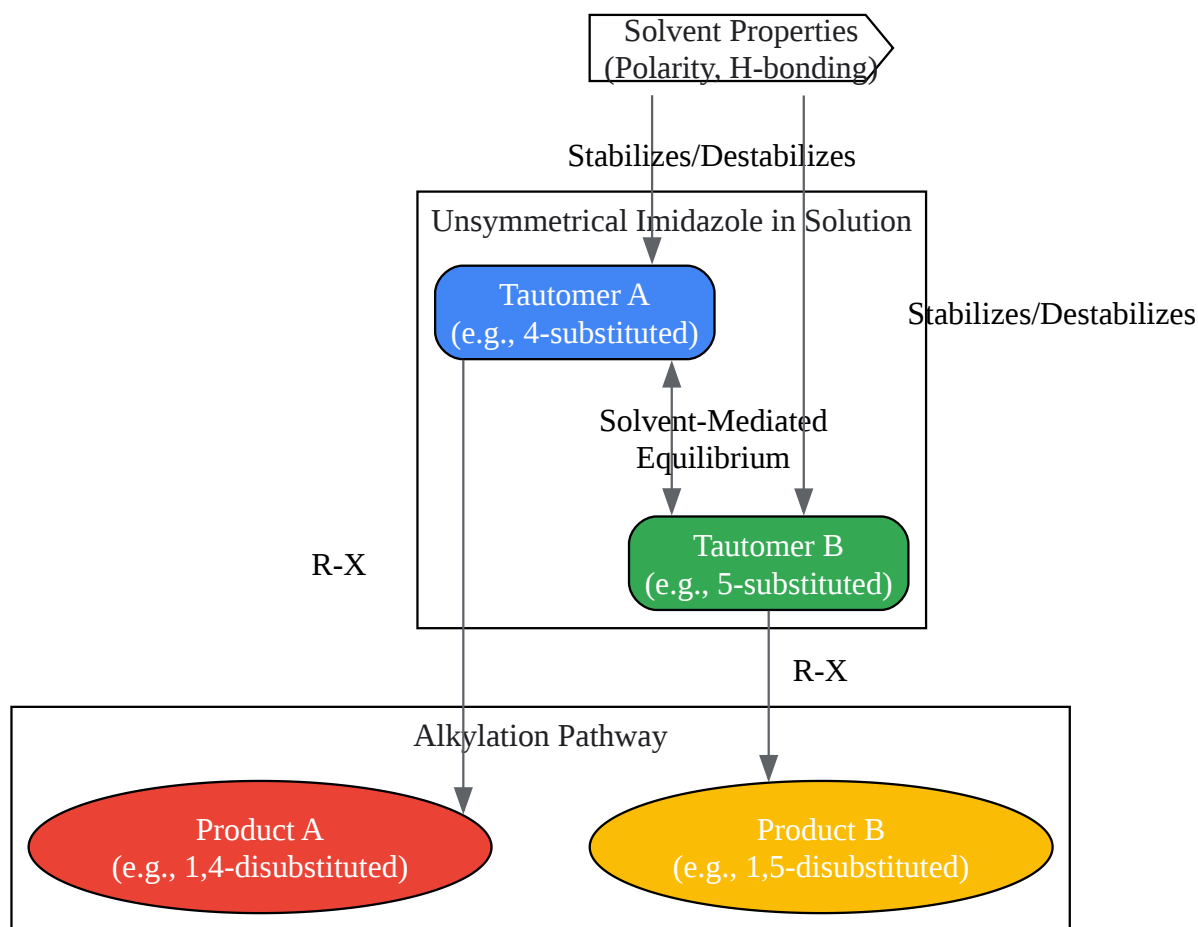 Solvent Properties
(Polarity, H-bonding)
Stabilizes/Destabilizes
Unsymmetrical Imidazole in Solution
Tautomer A
(e.g., 4-substituted)
Stabilizes/Destabilizes
Solvent-Mediated
Equilibrium
Tautomer B
(e.g., 5-substituted)
R-X
R-X
Alkylation Pathway
Product A
(e.g., 1,4-disubstituted)
Product B
(e.g., 1,5-disubstituted)